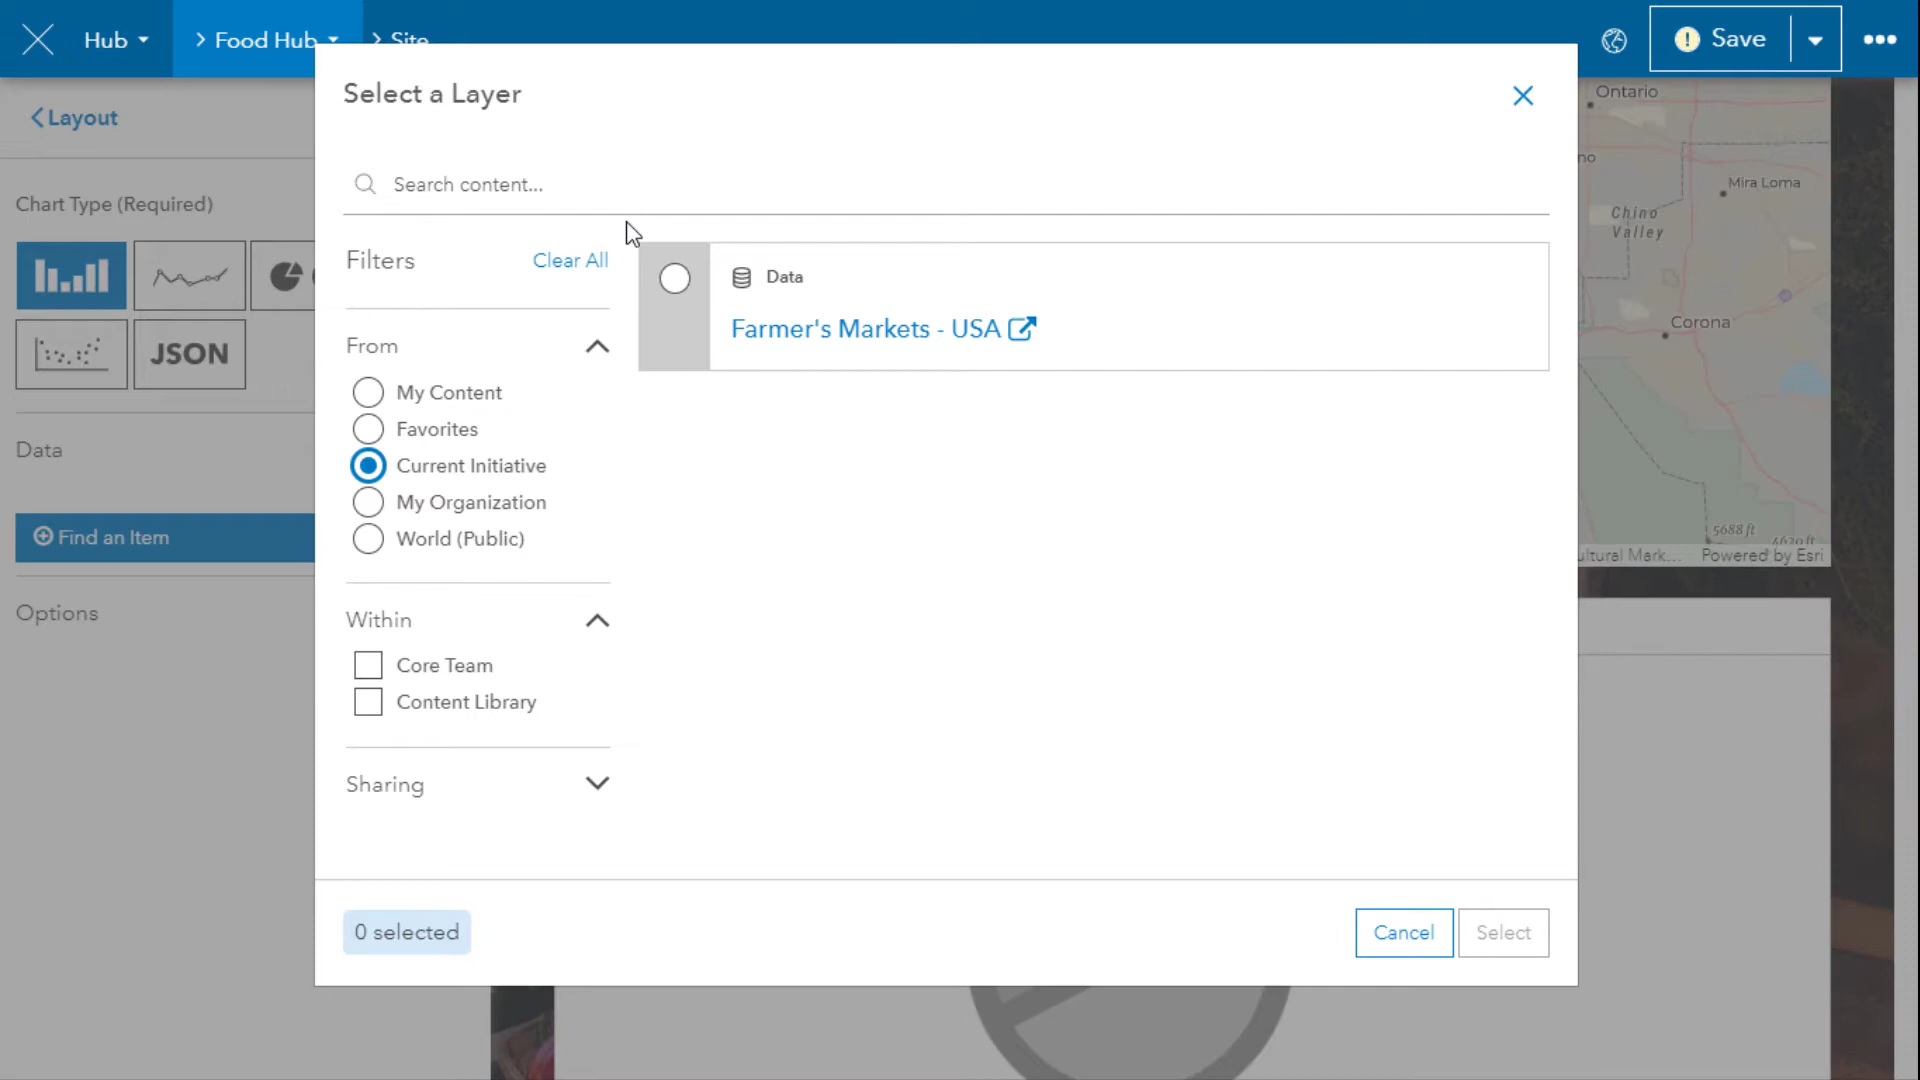 Hub
Food Hub
Site
Save
Layout
Select a Layer
Search content...
Chart Type (Required)
JSON
Data
Find an Item
Options
Filters
Clear All
From
My Content
Favorites
Current Initiative
My Organization
World (Public)
Within
Core Team
Content Library
Sharing
Data
Farmer's Markets - USA
0 selected
Cancel
Select
Ontario
Mira Loma
Chino
Valley
Corona
5688 ft
Powered by Esri